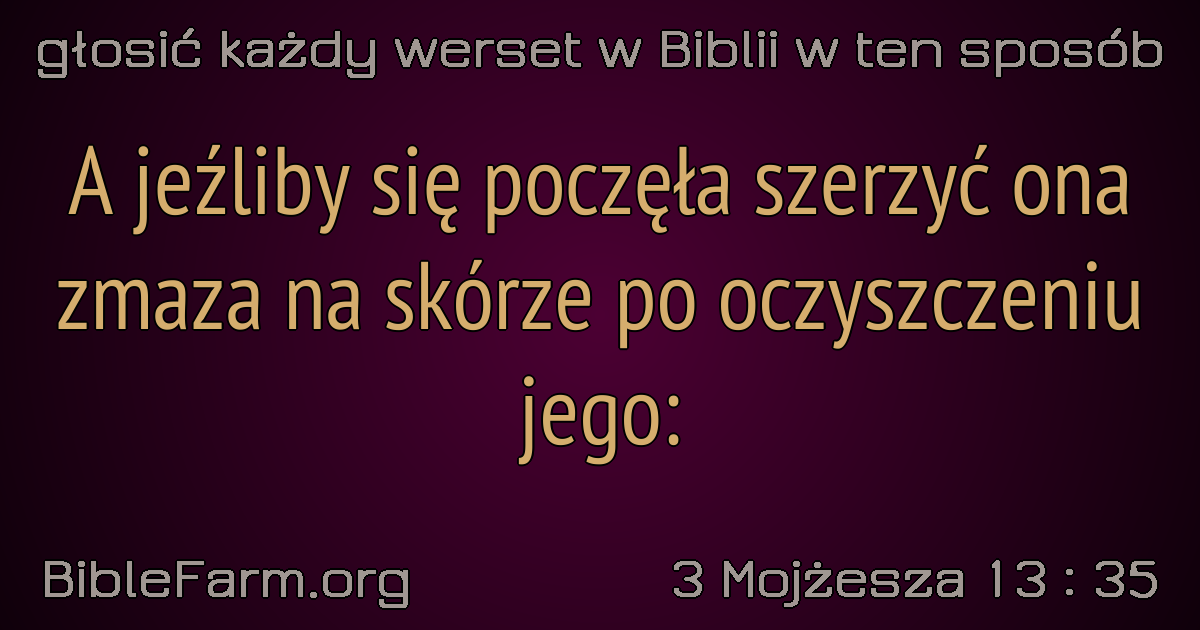 głosić każdy werset w Biblii w ten sposób
A jeźliby się poczęła szerzyć ona
zmaza na skórze po oczyszczeniu
jego:
BibleFarm.org
3 Mojżesza 13 : 35